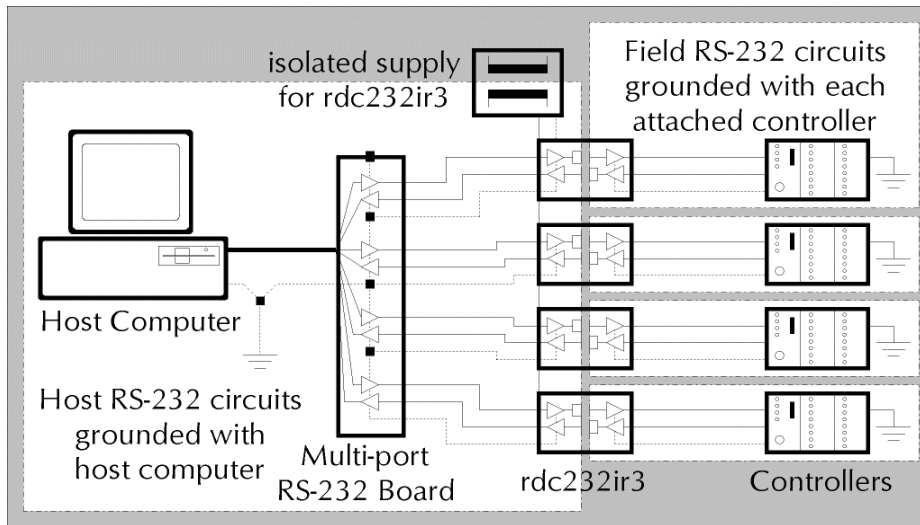 isolated supply
for rdc232ir3
Field RS-232 circuits
grounded with each
attached controller
Host Computer
Host RS-232 circuits
grounded with
host computer
Multi-port
RS-232 Board
rdc232ir3
Controllers